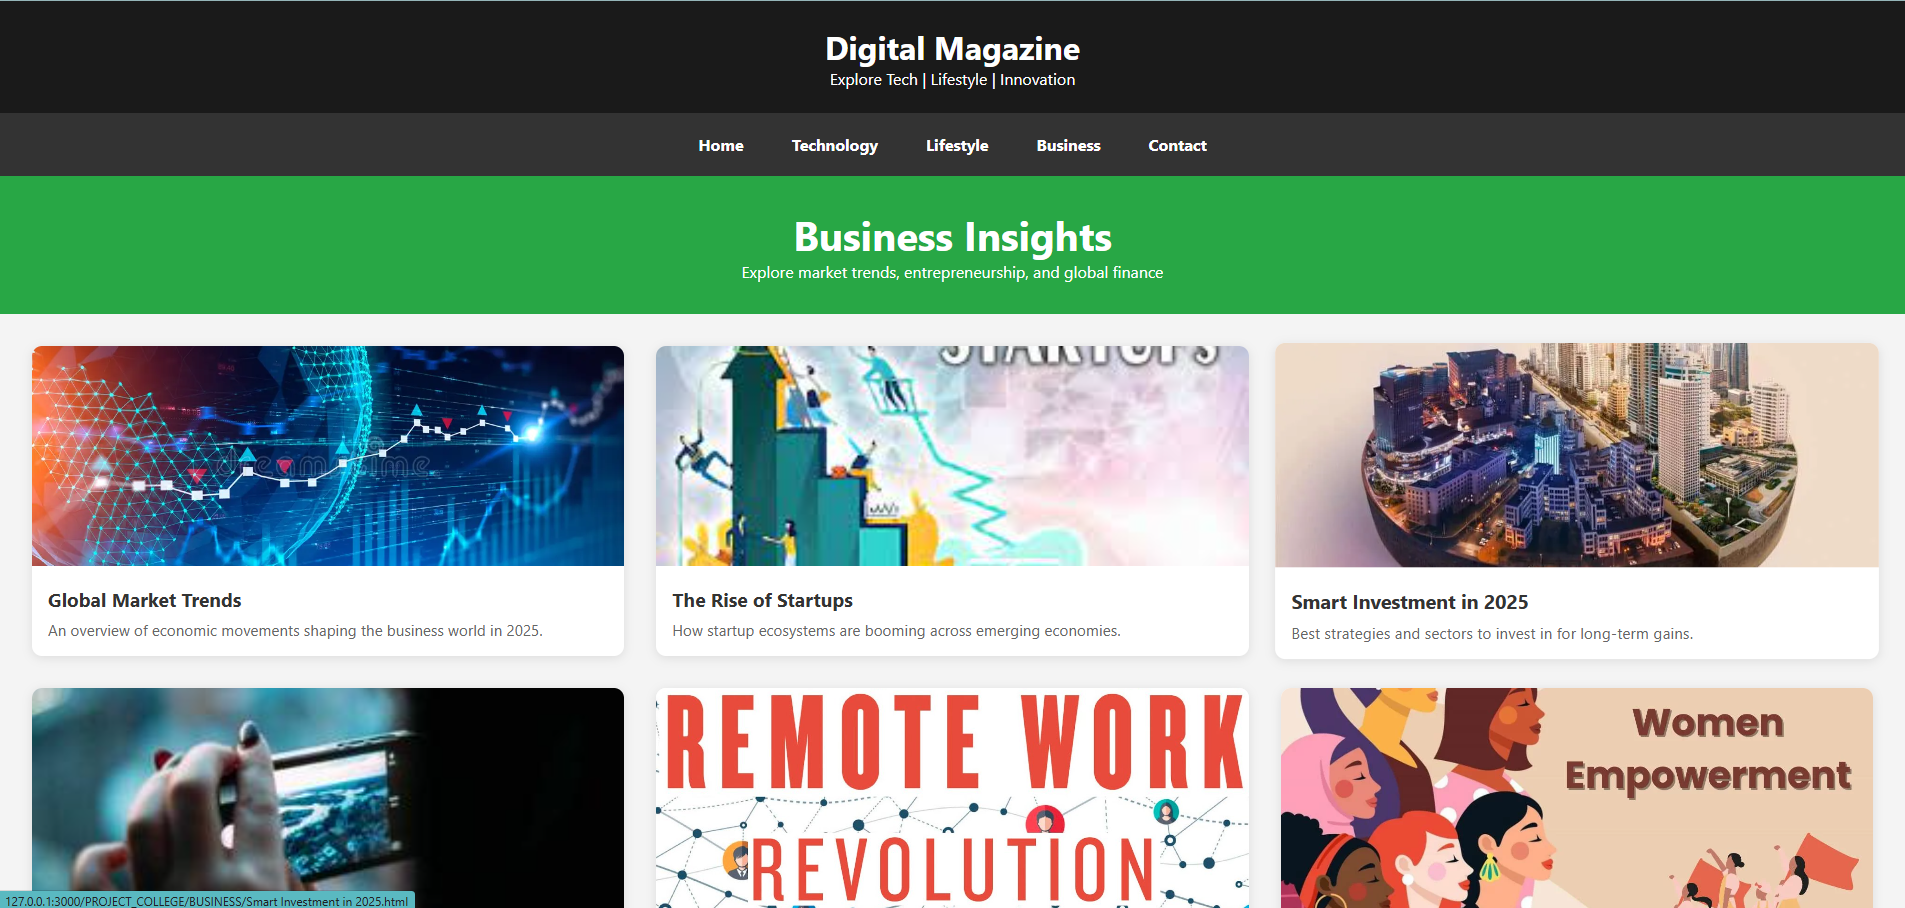 Digital Magazine
Explore Tech | Lifestyle | Innovation
Home Technology Lifestyle Business Contact
Business Insights
Explore market trends, entrepreneurship, and global finance
STARTUPS
dreamstime
Global Market Trends
An overview of economic movements shaping the business world in 2025.
The Rise of Startups
How startup ecosystems are booming across emerging economies.
Smart Investment in 2025
Best strategies and sectors to invest in for long-term gains.
REMOTE WORK
REVOLUTION
Women
Empowerment
127.0.0.1:3000/PROJECT_COLLEGE/BUSINESS/Smart Investment in 2025.html